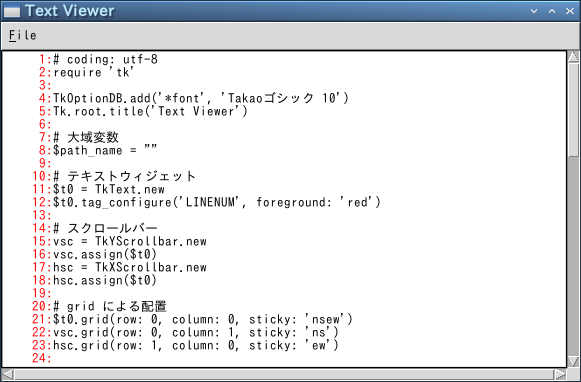 Text Viewer
File
1:# coding: utf-8
2:require 'tk'
3:
4:TkOptionDB.add('*font', 'Takaoゴシック 10')
5:Tk.root.title('Text Viewer')
6:
7:# 大域変数
8:$path_name = ""
9:
10:# テキストウィジェット
11:$t0 = TkText.new
12:$t0.tag_configure('LINENUM', foreground: 'red')
13:
14:# スクロールバー
15:vsc = TkYScrollbar.new
16:vsc.assign($t0)
17:hsc = TkXScrollbar.new
18:hsc.assign($t0)
19:
20:# grid による配置
21:$t0.grid(row: 0, column: 0, sticky: 'nsew')
22:vsc.grid(row: 0, column: 1, sticky: 'ns')
23:hsc.grid(row: 1, column: 0, sticky: 'ew')
24: